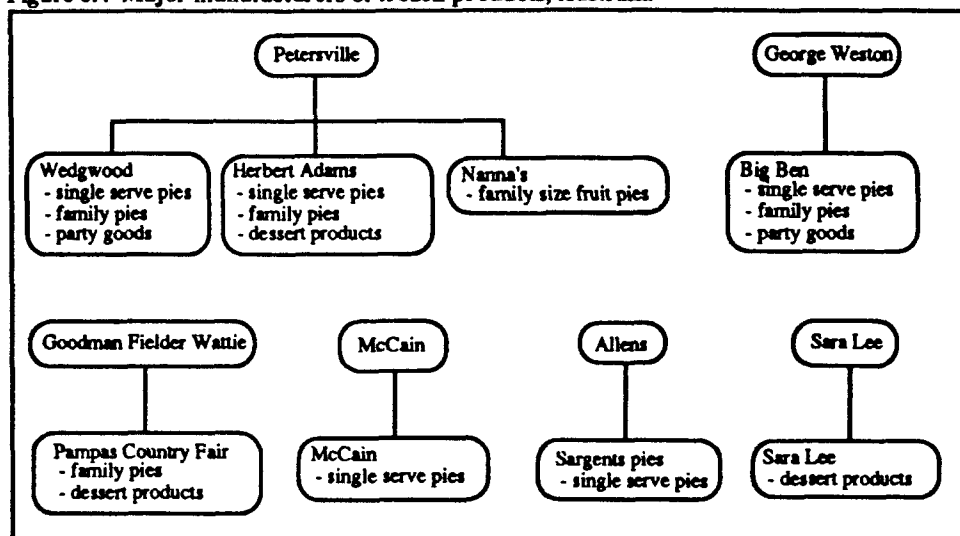 Petersville
George Weston
Wedgwood
- single serve pies
- family pies
- party goods
Herbert Adams
- single serve pies
- family pies
- dessert products
Nanna's
- family size fruit pies
Big Ben
- single serve pies
- family pies
- party goods
Goodman Fielder Wattie
McCain
Allens
Sara Lee
Pampas Country Fair
- family pies
- dessert products
McCain
- single serve pies
Sargents pies
- single serve pies
Sara Lee
- dessert products